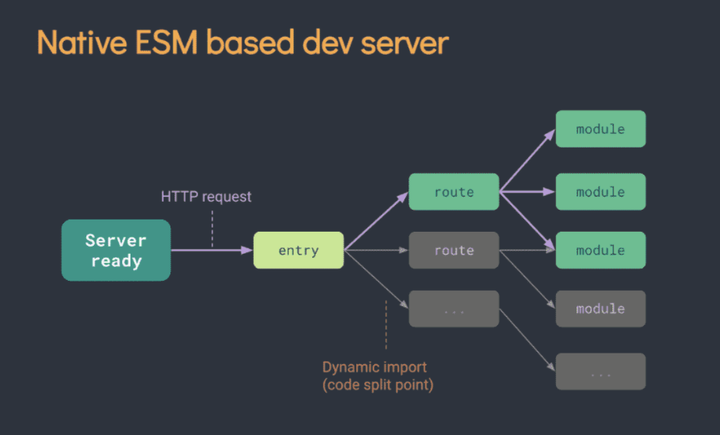 Native ESM based dev server
module
HTTP request
route
module
Server
ready
entry
route
module
...
module
Dynamic import
(code split point)
...